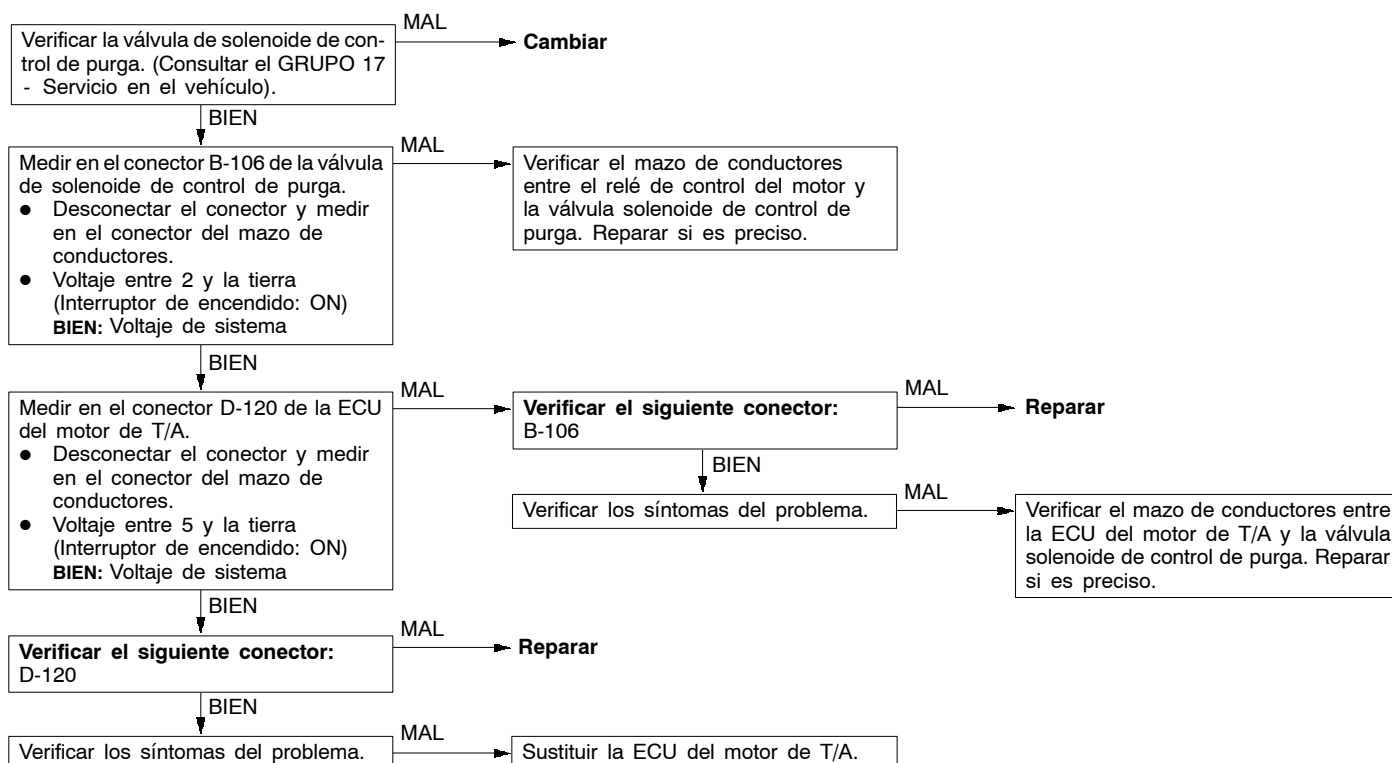 Verificar la válvula de solenoide de con-
trol de purga. (Consultar el GRUPO 17
- Servicio en el vehículo).
MAL
Cambiar
BIEN
Medir en el conector B-106 de la válvula
de solenoide de control de purga.
● Desconectar el conector y medir
en el conector del mazo de
conductores.
● Voltaje entre 2 y la tierra
(Interruptor de encendido: ON)
BIEN: Voltaje de sistema
MAL
Verificar el mazo de conductores
entre el relé de control del motor y
la válvula solenoide de control de
purga. Reparar si es preciso.
BIEN
Medir en el conector D-120 de la ECU
del motor de T/A.
● Desconectar el conector y medir
en el conector del mazo de
conductores.
● Voltaje entre 5 y la tierra
(Interruptor de encendido: ON)
BIEN: Voltaje de sistema
MAL
Verificar el siguiente conector:
B-106
MAL
Reparar
BIEN
Verificar los síntomas del problema.
MAL
Verificar el mazo de conductores entre
la ECU del motor de T/A y la válvula
solenoide de control de purga. Reparar
si es preciso.
BIEN
Verificar el siguiente conector:
D-120
MAL
Reparar
BIEN
Verificar los síntomas del problema.
MAL
Sustituir la ECU del motor de T/A.